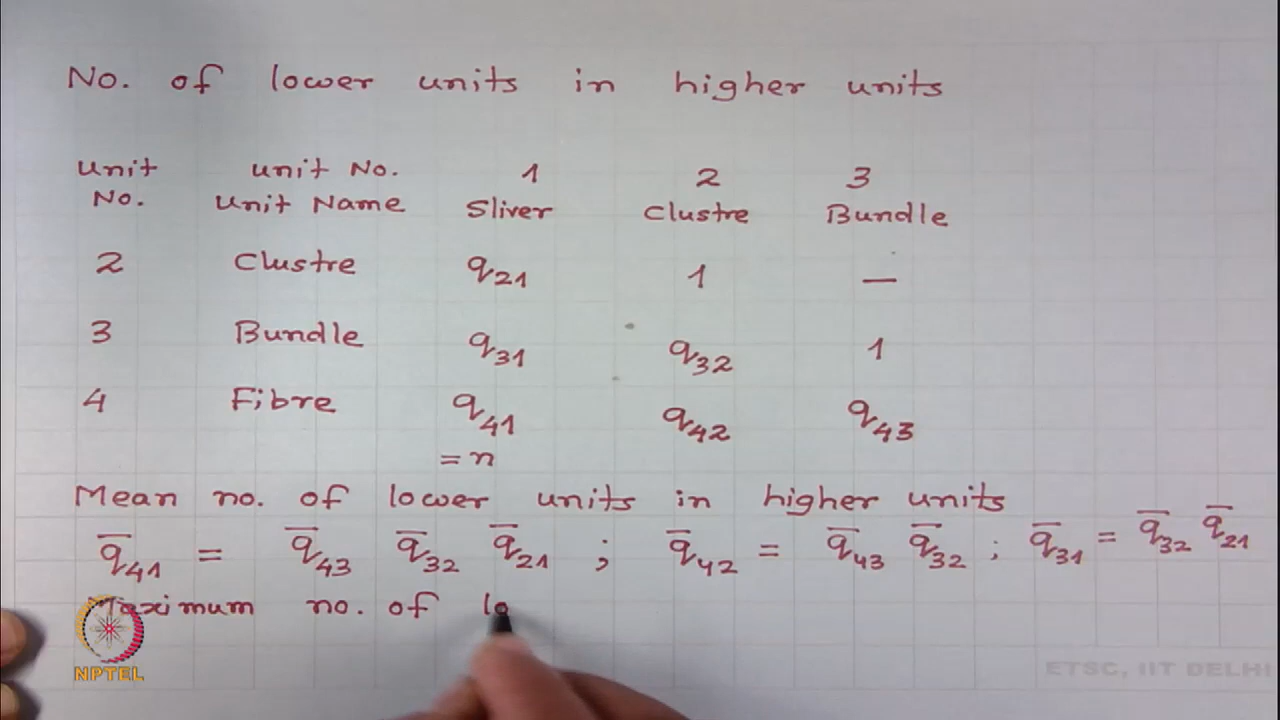 No. of lower units in higher units
Unit unit No. 1 2 3
No. Unit Name Sliver Clustre Bundle
2 Clustre q21 1 —
3 Bundle q31 q32 1
4 Fibre q41 q42 q43
= n
Mean no. of lower units in higher units
q̅41 = q̅43 q̅32 q̅21 ; q̅42 = q̅43 q̅32 ; q̅31 = q̅32 q̅21
Maximum no. of lo
NPTEL
ETSC, IIT DELHI